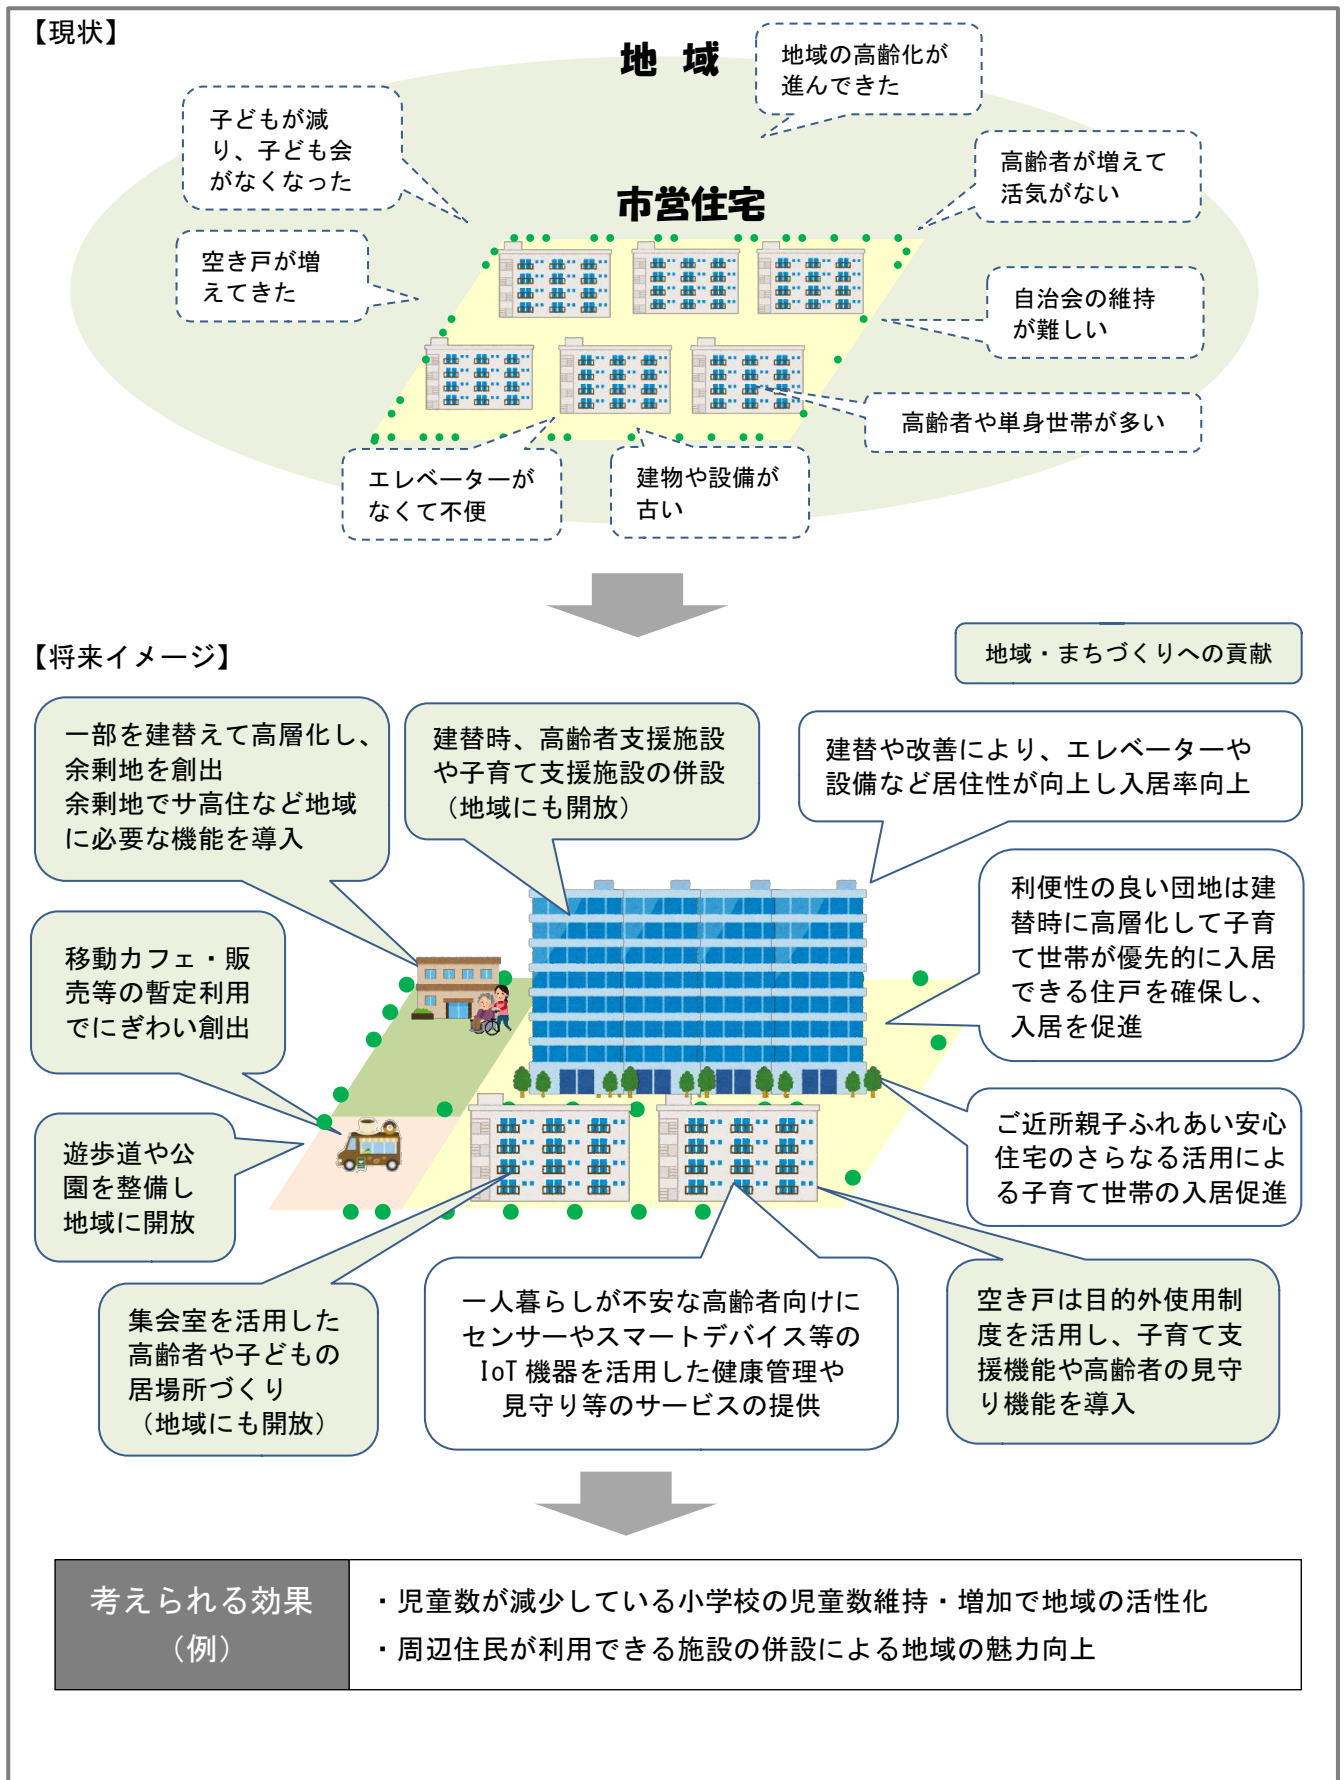 【現状】
地 域
地域の高齢化が
進んできた
子どもが減
り、子ども会
がなくなった
高齢者が増えて
活気がない
市営住宅
空き戸が増
えてきた
自治会の維持
が難しい
高齢者や単身世帯が多い
エレベーターが
なくて不便
建物や設備が
古い
【将来イメージ】
地域・まちづくりへの貢献
一部を建替えて高層化し、
余剰地を創出
余剰地でサ高住など地域
に必要な機能を導入
建替時、高齢者支援施設
や子育て支援施設の併設
（地域にも開放）
建替や改善により、エレベーターや
設備など居住性が向上し入居率向上
利便性の良い団地は建
替時に高層化して子育
て世帯が優先的に入居
できる住戸を確保し、
入居を促進
移動カフェ・販
売等の暫定利用
でにぎわい創出
ご近所親子ふれあい安心
住宅のさらなる活用によ
る子育て世帯の入居促進
遊歩道や公
園を整備し
地域に開放
集会室を活用した
高齢者や子どもの
居場所づくり
（地域にも開放）
一人暮らしが不安な高齢者向けに
センサーやスマートデバイス等の
IoT 機器を活用した健康管理や
見守り等のサービスの提供
空き戸は目的外使用制
度を活用し、子育て支
援機能や高齢者の見守
り機能を導入
考えられる効果
（例）
・児童数が減少している小学校の児童数維持・増加で地域の活性化
・周辺住民が利用できる施設の併設による地域の魅力向上